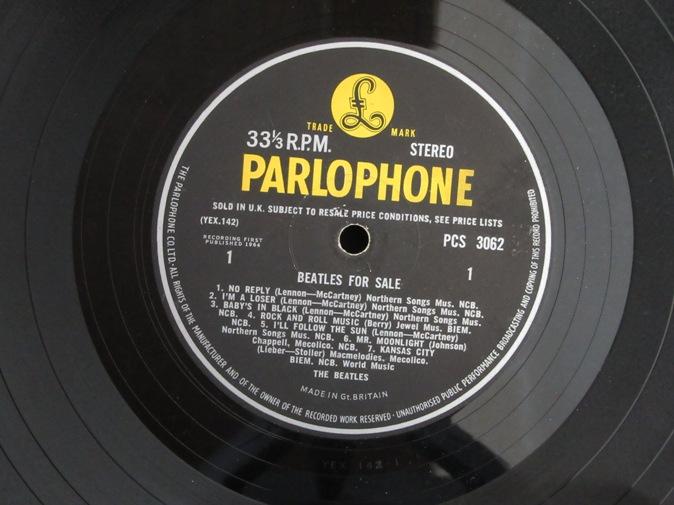 £
TRADE MARK
33⅓ R.P.M. STEREO
PARLOPHONE
SOLD IN U.K. SUBJECT TO RESALE PRICE CONDITIONS, SEE PRICE LISTS
(YEX.142)
RECORDING FIRST
PUBLISHED 1964
PCS 3062
1 1
BEATLES FOR SALE
1. NO REPLY (Lennon—McCartney) Northern Songs Mus. NCB.
2. I'M A LOSER (Lennon—McCartney) Northern Songs Mus. NCB.
3. BABY'S IN BLACK (Lennon—McCartney) Northern Songs Mus.
NCB. 4. ROCK AND ROLL MUSIC (Berry) Jewel Mus. BIEM.
NCB. 5. I'LL FOLLOW THE SUN (Lennon—McCartney)
Northern Songs Mus. NCB. 6. MR. MOONLIGHT (Johnson)
Chappell, Mecolico. NCB. 7. KANSAS CITY
(Lieber—Stoller) Macmelodies, Mecolico.
BIEM. NCB. World Music
THE BEATLES
MADE IN Gt. BRITAIN
THE PARLOPHONE CO. LTD. · ALL RIGHTS OF THE MANUFACTURER AND OF THE OWNER OF THE RECORDED WORK RESERVED · UNAUTHORISED PUBLIC PERFORMANCE BROADCASTING AND COPYING OF THIS RECORD PROHIBITED
YEX 142-1